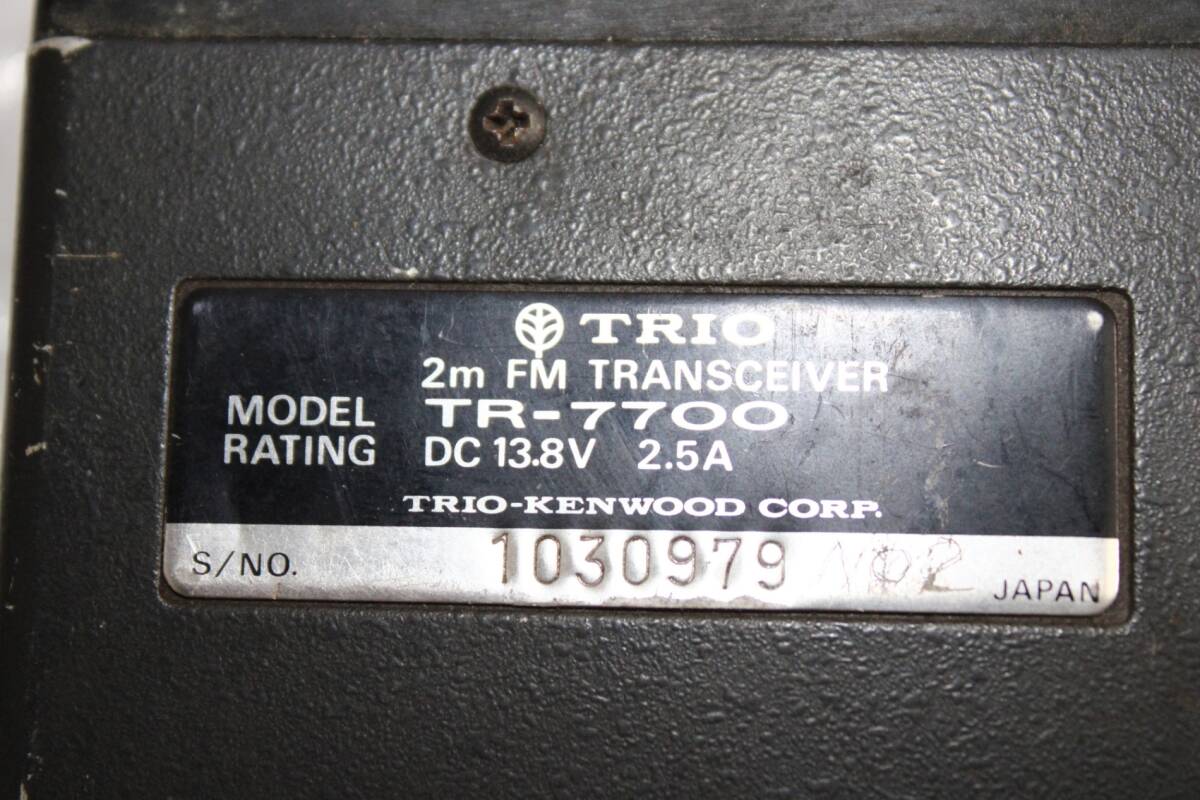 TRIO
2m FM TRANSCEIVER
MODEL TR-7700
RATING DC 13.8V 2.5A
TRIO-KENWOOD CORP.
S/NO. 1030979 NO2 JAPAN